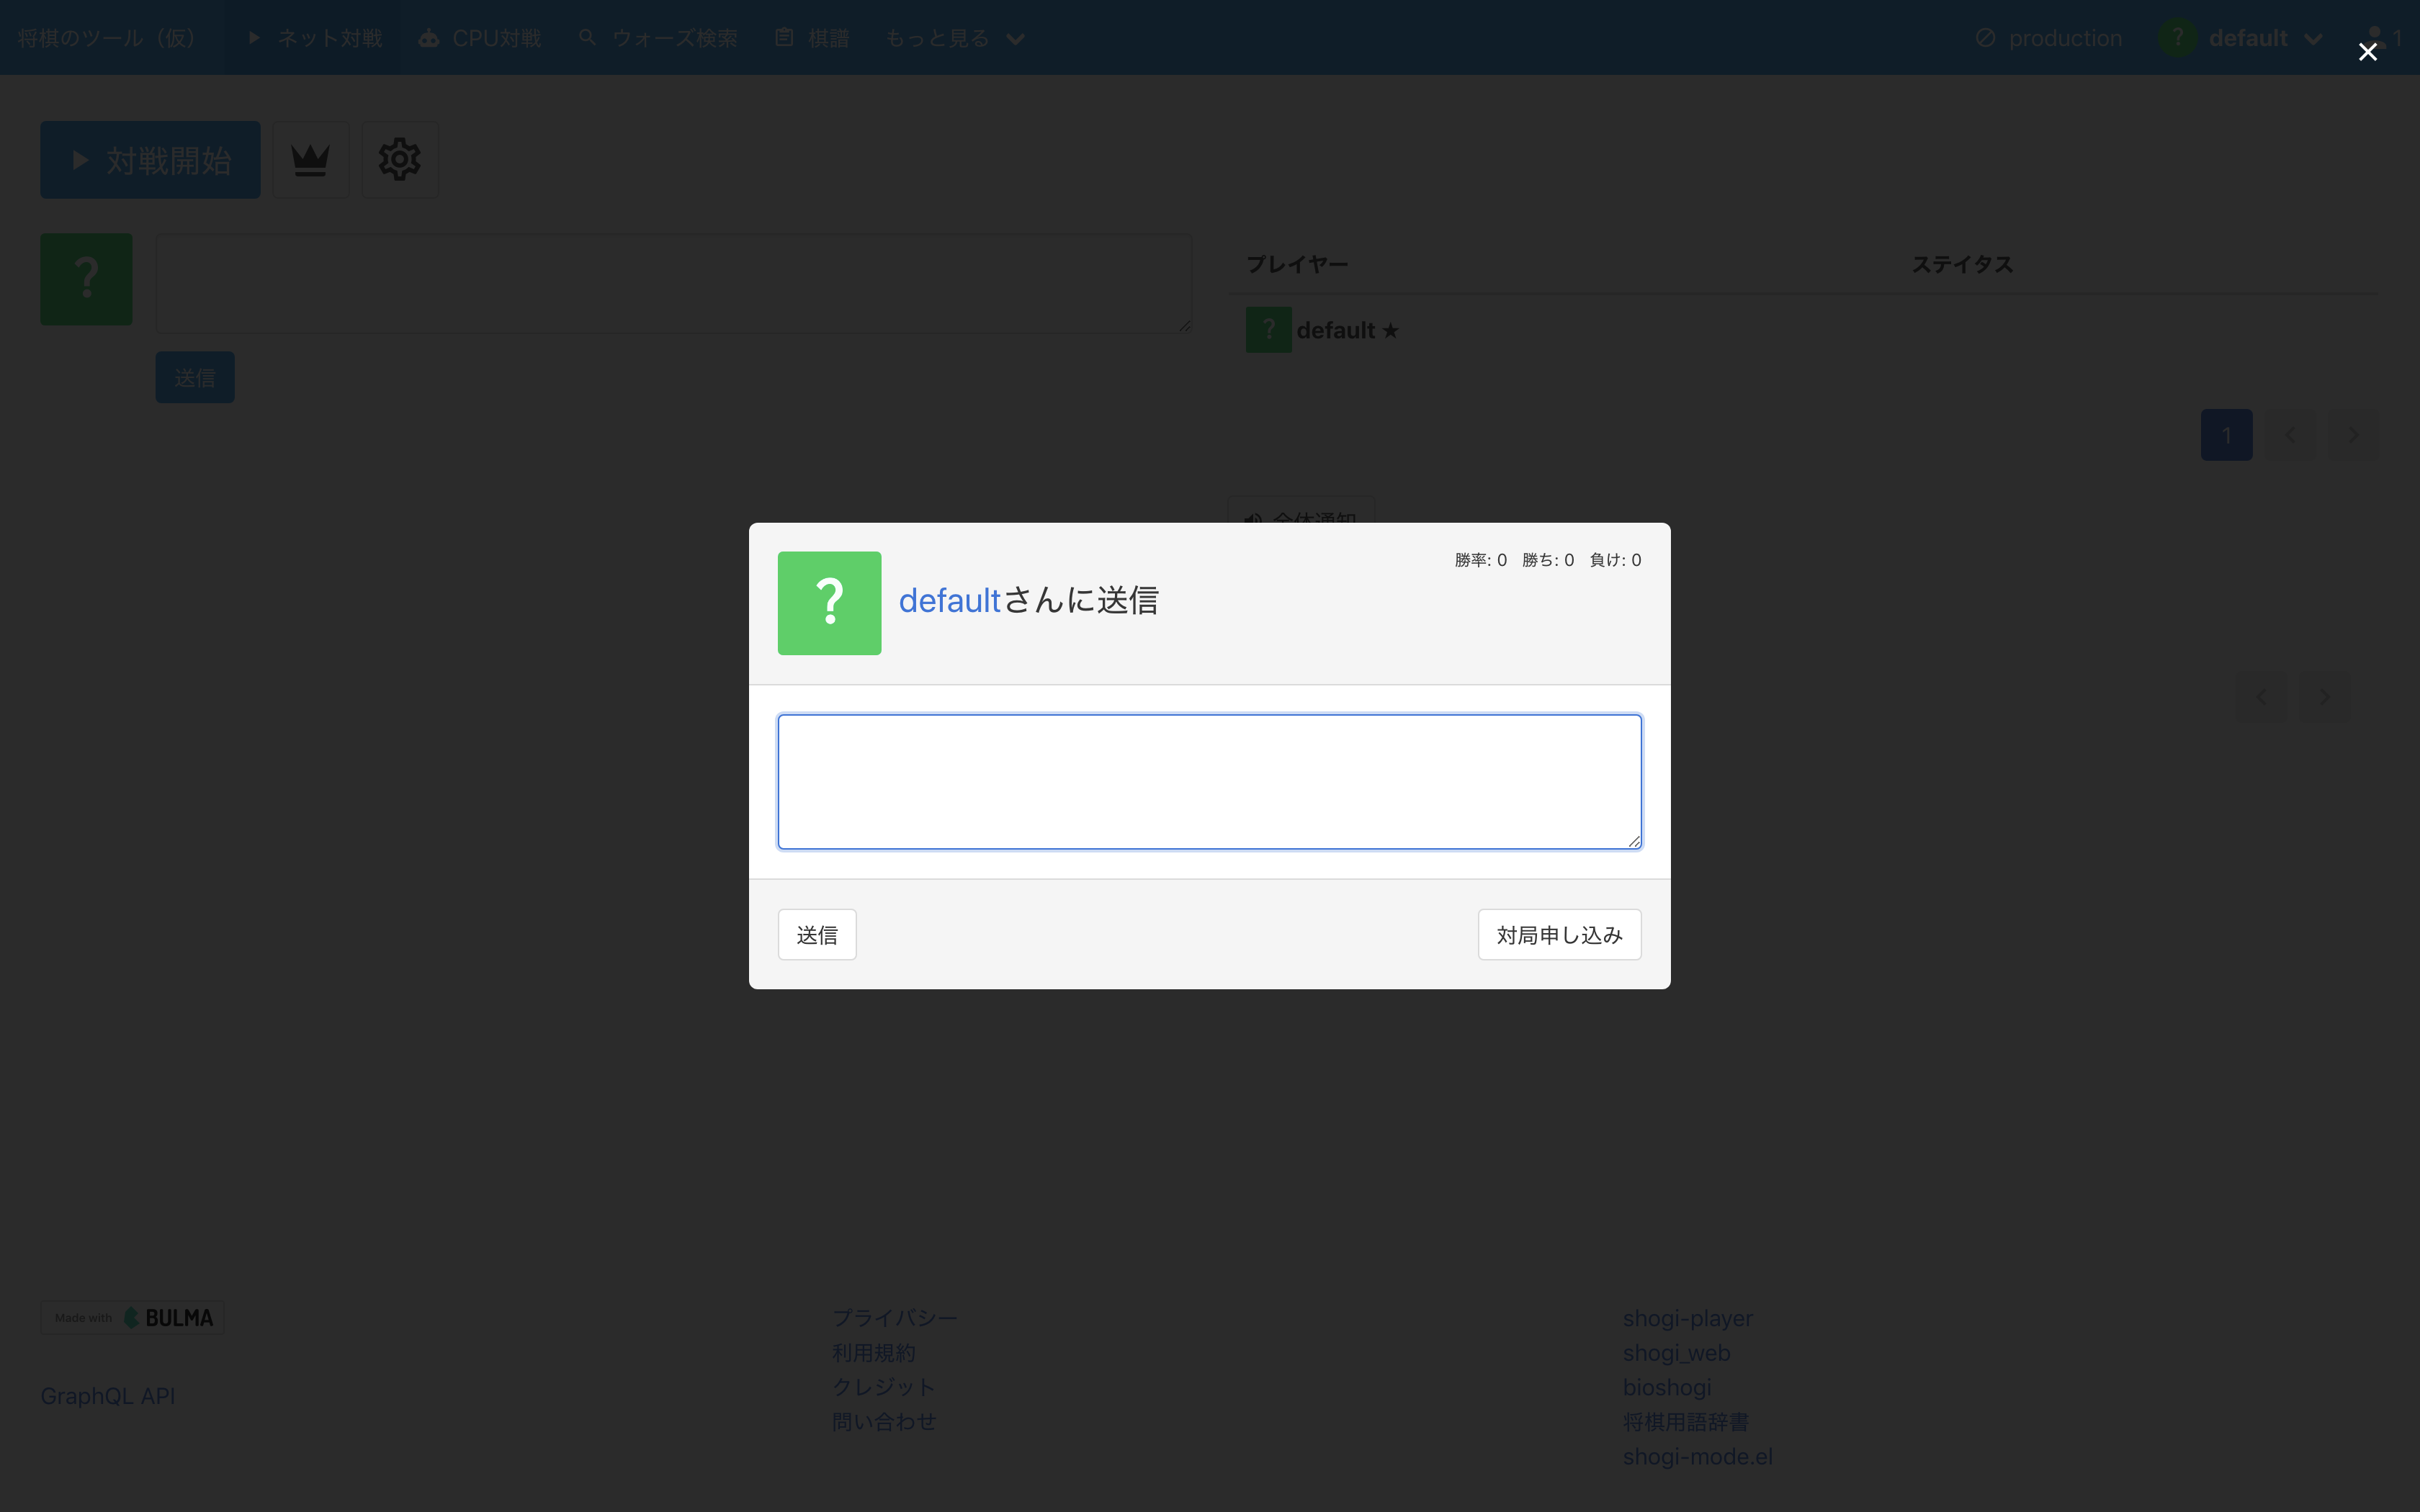 将棋のツール（仮） ネット対戦 CPU対戦 ウォーズ検索 棋譜 もっと見る production ? default 1
対戦開始
?
送信
プレイヤー ステイタス
? default ★
1
全体通知
? defaultさんに送信
勝率: 0 勝ち: 0 負け: 0
送信 対局申し込み
Made with BULMA
GraphQL API
プライバシー
利用規約
クレジット
問い合わせ
shogi-player
shogi_web
bioshogi
将棋用語辞書
shogi-mode.el